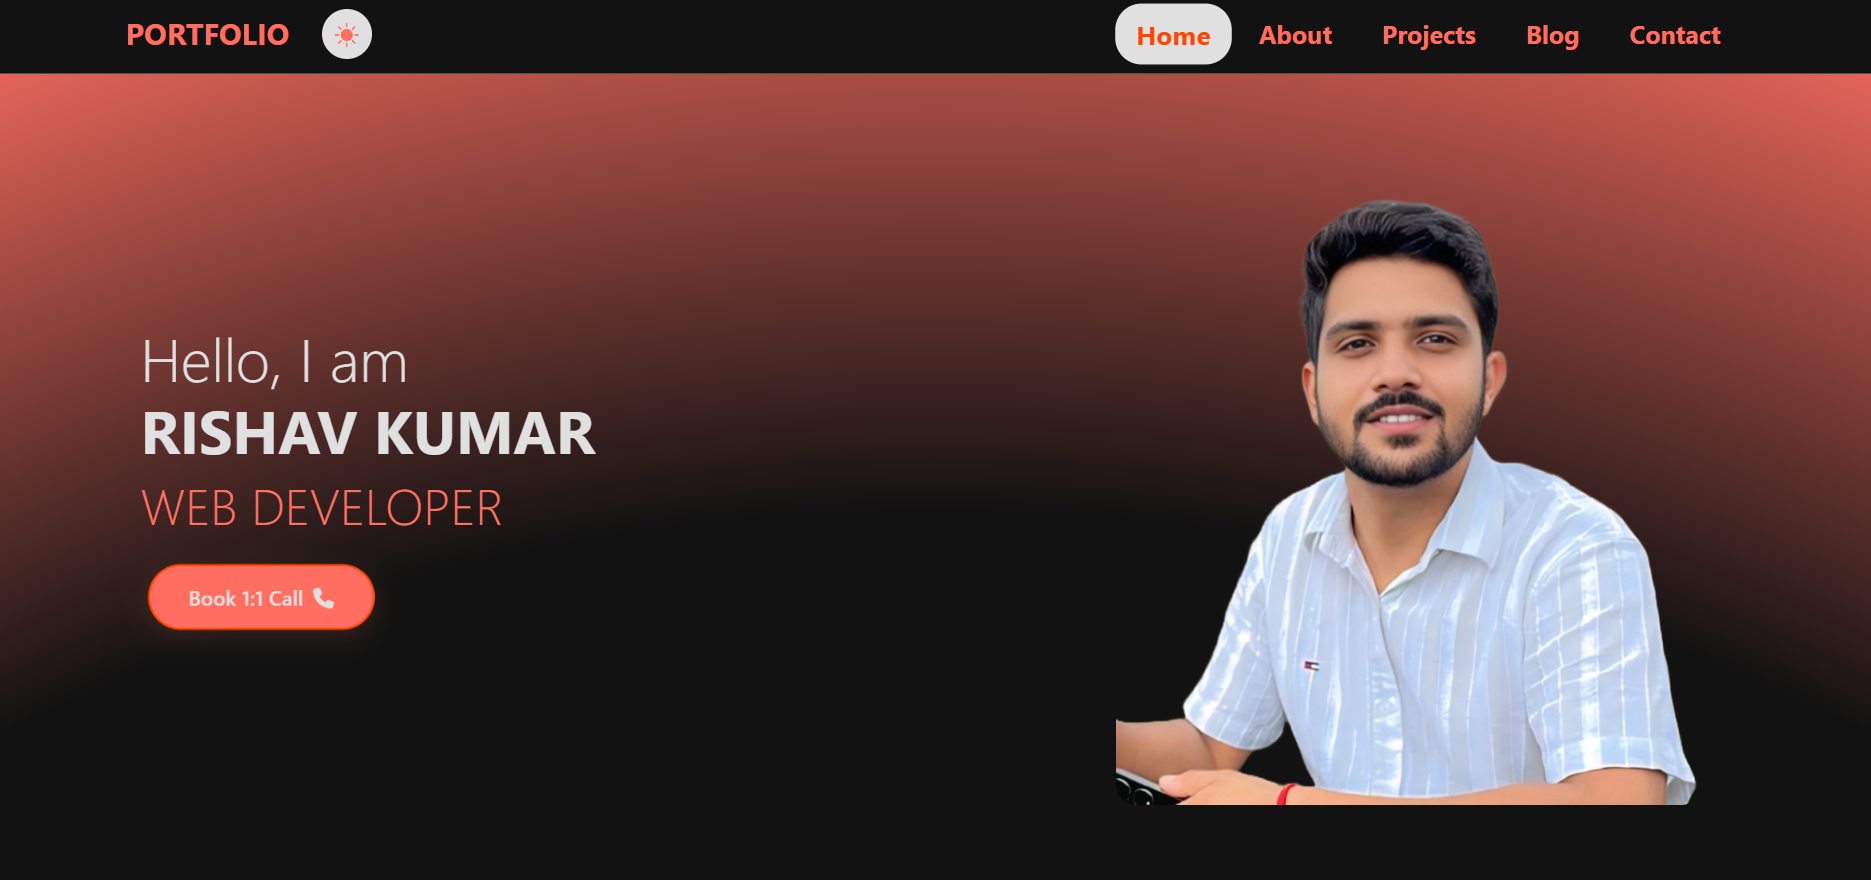 PORTFOLIO
Home
About
Projects
Blog
Contact
Hello, I am
RISHAV KUMAR
WEB DEVELOPER
Book 1:1 Call